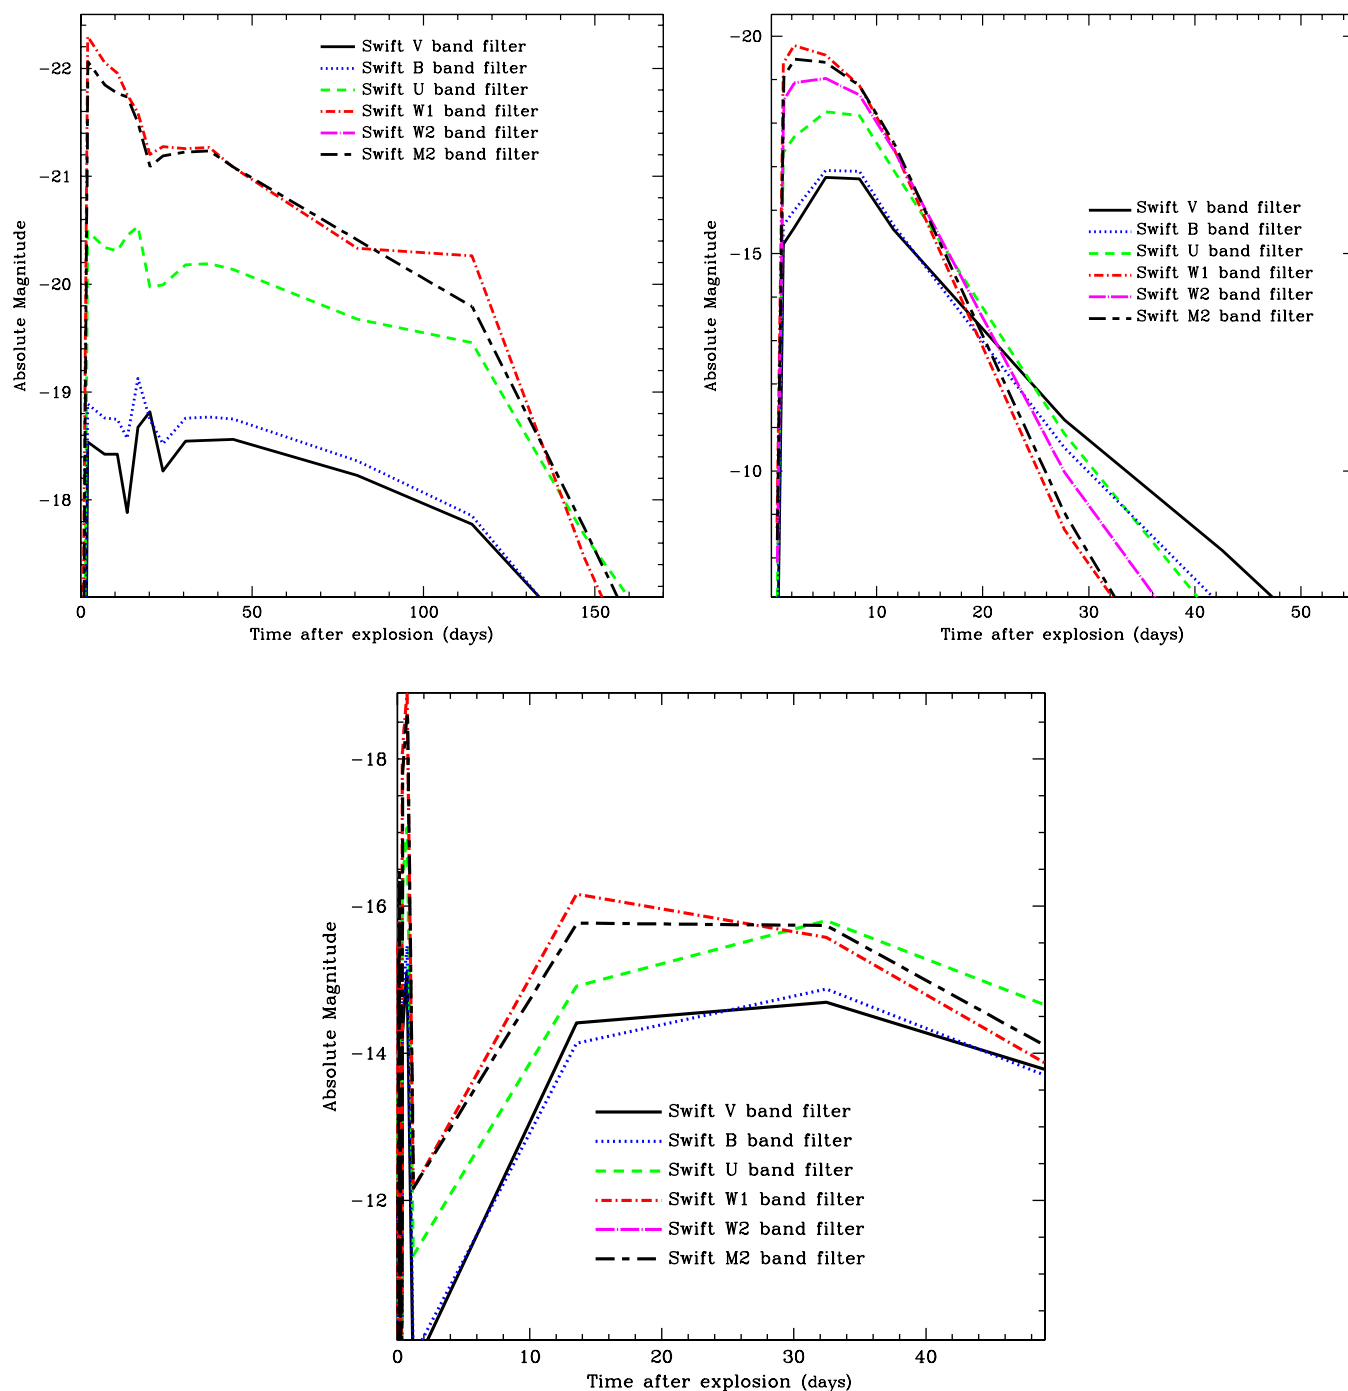 -22
-21
-20
-19
-18
Absolute Magnitude
Swift V band filter
Swift B band filter
Swift U band filter
Swift W1 band filter
Swift W2 band filter
Swift M2 band filter
0 50 100 150
Time after explosion (days)
-20
-15
-10
Absolute Magnitude
Swift V band filter
Swift B band filter
Swift U band filter
Swift W1 band filter
Swift W2 band filter
Swift M2 band filter
10 20 30 40 50
Time after explosion (days)
-18
-16
-14
-12
Absolute Magnitude
Swift V band filter
Swift B band filter
Swift U band filter
Swift W1 band filter
Swift W2 band filter
Swift M2 band filter
0 10 20 30 40
Time after explosion (days)